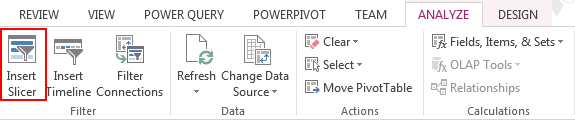 REVIEW VIEW POWER QUERY POWERPIVOT TEAM ANALYZE DESIGN
Insert Slicer
Insert Timeline
Filter Connections
Filter
Refresh
Change Data Source
Data
Clear
Select
Move PivotTable
Actions
Fields, Items, & Sets
OLAP Tools
Relationships
Calculations